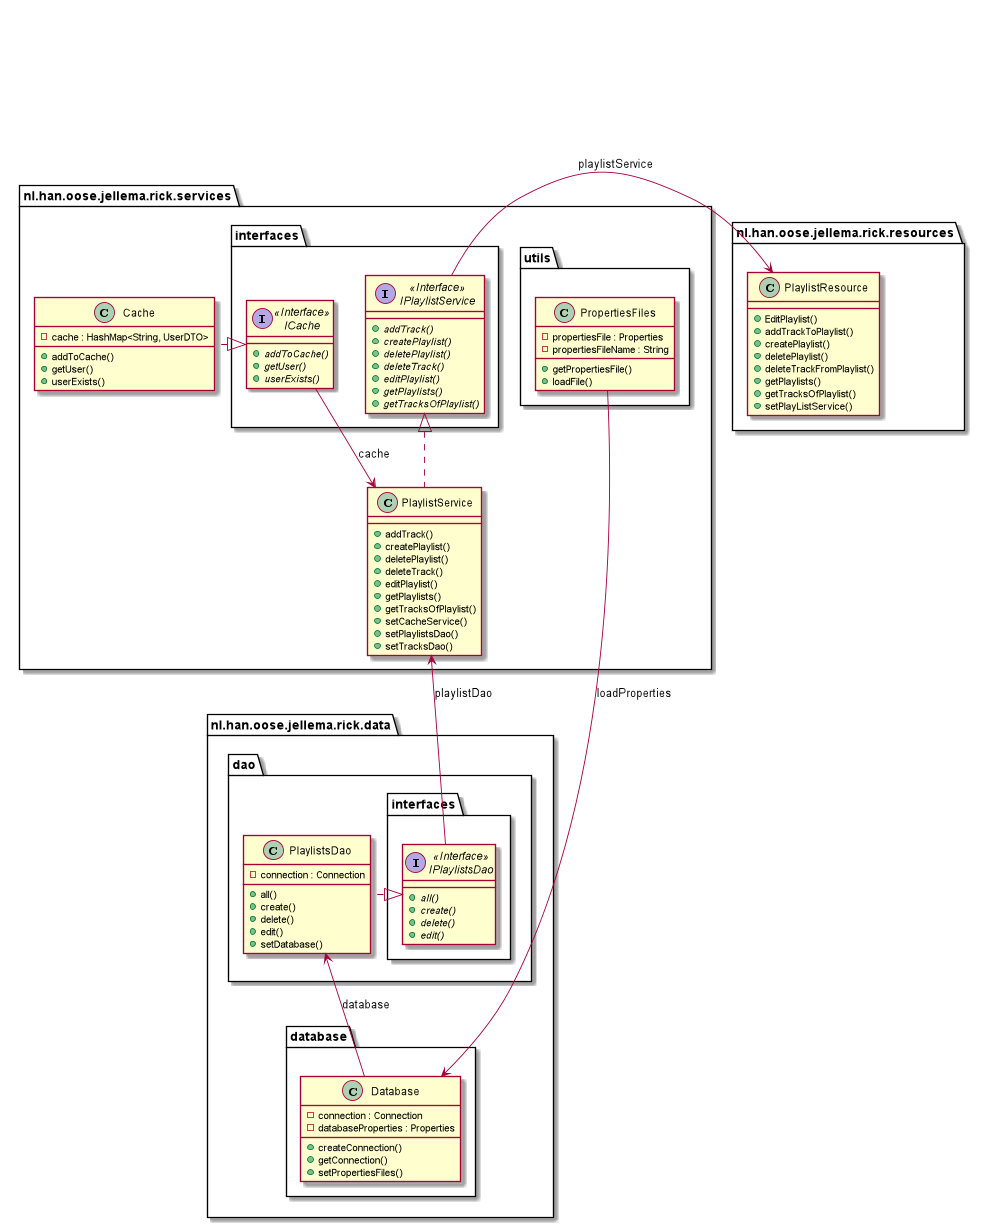 playlistService
nl.han.oose.jellema.rick.services
interfaces
utils
nl.han.oose.jellema.rick.resources
C Cache
cache : HashMap<String, UserDTO>
addToCache()
getUser()
userExists()
I «Interface»
ICache
addToCache()
getUser()
userExists()
I «Interface»
IPlaylistService
addTrack()
createPlaylist()
deletePlaylist()
deleteTrack()
editPlaylist()
getPlaylists()
getTracksOfPlaylist()
C PropertiesFiles
propertiesFile : Properties
propertiesFileName : String
getPropertiesFile()
loadFile()
C PlaylistResource
EditPlaylist()
addTrackToPlaylist()
createPlaylist()
deletePlaylist()
deleteTrackFromPlaylist()
getPlaylists()
getTracksOfPlaylist()
setPlayListService()
cache
C PlaylistService
addTrack()
createPlaylist()
deletePlaylist()
deleteTrack()
editPlaylist()
getPlaylists()
getTracksOfPlaylist()
setCacheService()
setPlaylistsDao()
setTracksDao()
playlistDao
loadProperties
nl.han.oose.jellema.rick.data
dao
interfaces
C PlaylistsDao
connection : Connection
all()
create()
delete()
edit()
setDatabase()
I «Interface»
IPlaylistsDao
all()
create()
delete()
edit()
database
database
C Database
connection : Connection
databaseProperties : Properties
createConnection()
getConnection()
setPropertiesFiles()